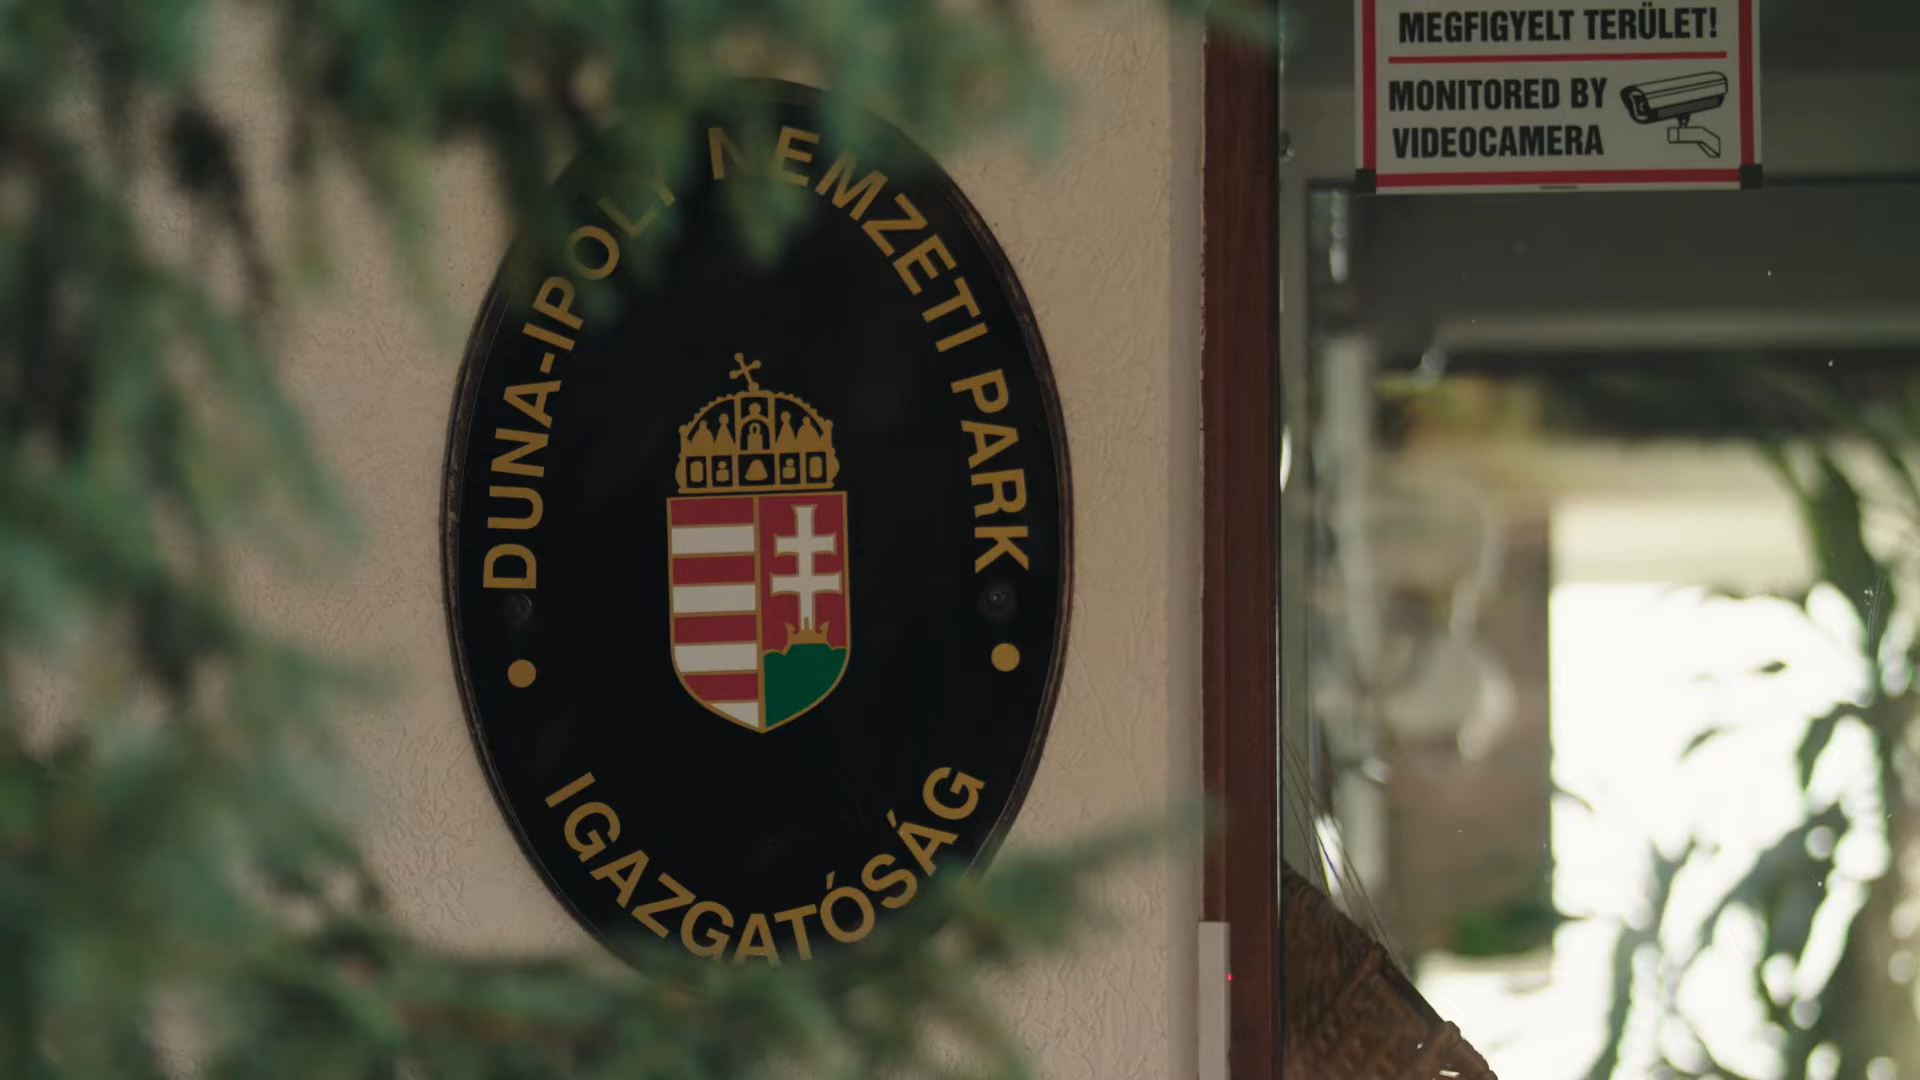 DUNA-IPOLY NEMZETI PARK
IGAZGATÓSÁG
MEGFIGYELT TERÜLET!
MONITORED BY
VIDEOCAMERA